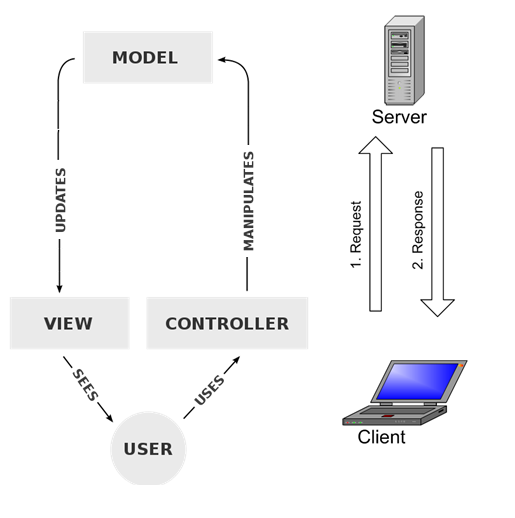 MODEL
Server
UPDATES
MANIPULATES
1. Request
2. Response
VIEW
CONTROLLER
SEES
USES
USER
Client